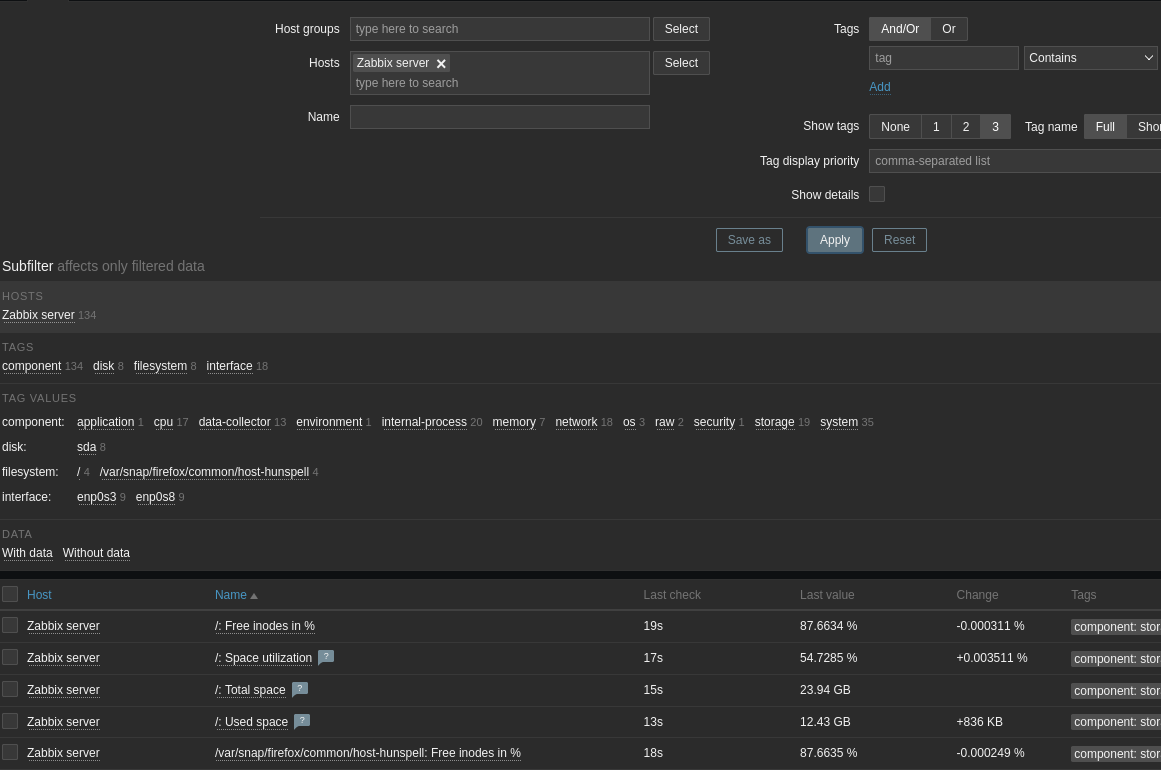 Host groups type here to search Select Tags And/Or Or
Hosts Zabbix server Select tag Contains
type here to search
Add
Name
Show tags None 1 2 3 Tag name Full Shor
Tag display priority comma-separated list
Show details
Save as Apply Reset
Subfilter affects only filtered data
HOSTS
Zabbix server 134
TAGS
component 134 disk 8 filesystem 8 interface 18
TAG VALUES
component: application 1 cpu 17 data-collector 13 environment 1 internal-process 20 memory 7 network 18 os 3 raw 2 security 1 storage 19 system 35
disk: sda 8
filesystem: / 4 /var/snap/firefox/common/host-hunspell 4
interface: enp0s3 9 enp0s8 9
DATA
With data Without data
Host Name Last check Last value Change Tags
Zabbix server /: Free inodes in % 19s 87.6634 % -0.000311 % component: stor
Zabbix server /: Space utilization ? 17s 54.7285 % +0.003511 % component: stor
Zabbix server /: Total space ? 15s 23.94 GB component: stor
Zabbix server /: Used space ? 13s 12.43 GB +836 KB component: stor
Zabbix server /var/snap/firefox/common/host-hunspell: Free inodes in % 18s 87.6635 % -0.000249 % component: stor